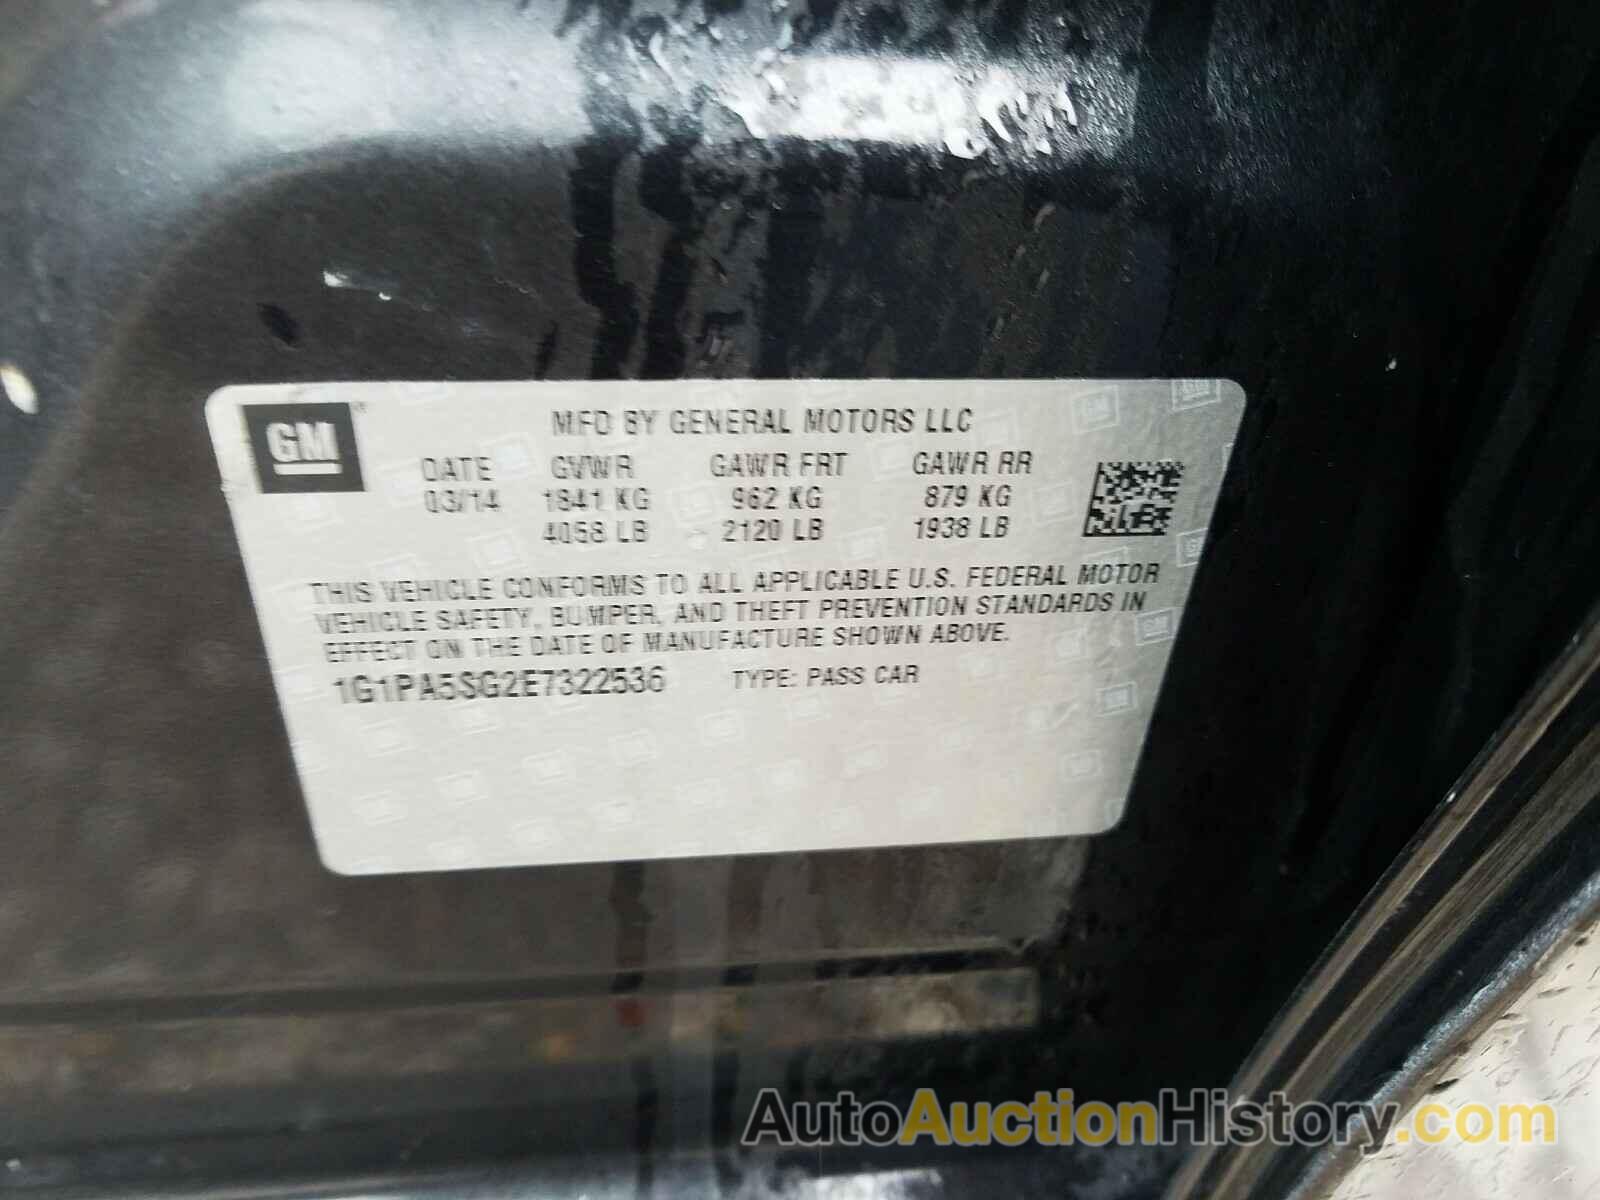 GM
MFD BY GENERAL MOTORS LLC
DATE GVWR GAWR FRT GAWR RR
03/14 1841 KG 962 KG 879 KG
4058 LB 2120 LB 1938 LB
THIS VEHICLE CONFORMS TO ALL APPLICABLE U.S. FEDERAL MOTOR
VEHICLE SAFETY, BUMPER, AND THEFT PREVENTION STANDARDS IN
EFFECT ON THE DATE OF MANUFACTURE SHOWN ABOVE.
1G1PA5SG2E7322536 TYPE: PASS CAR
AutoAuctionHistory.com